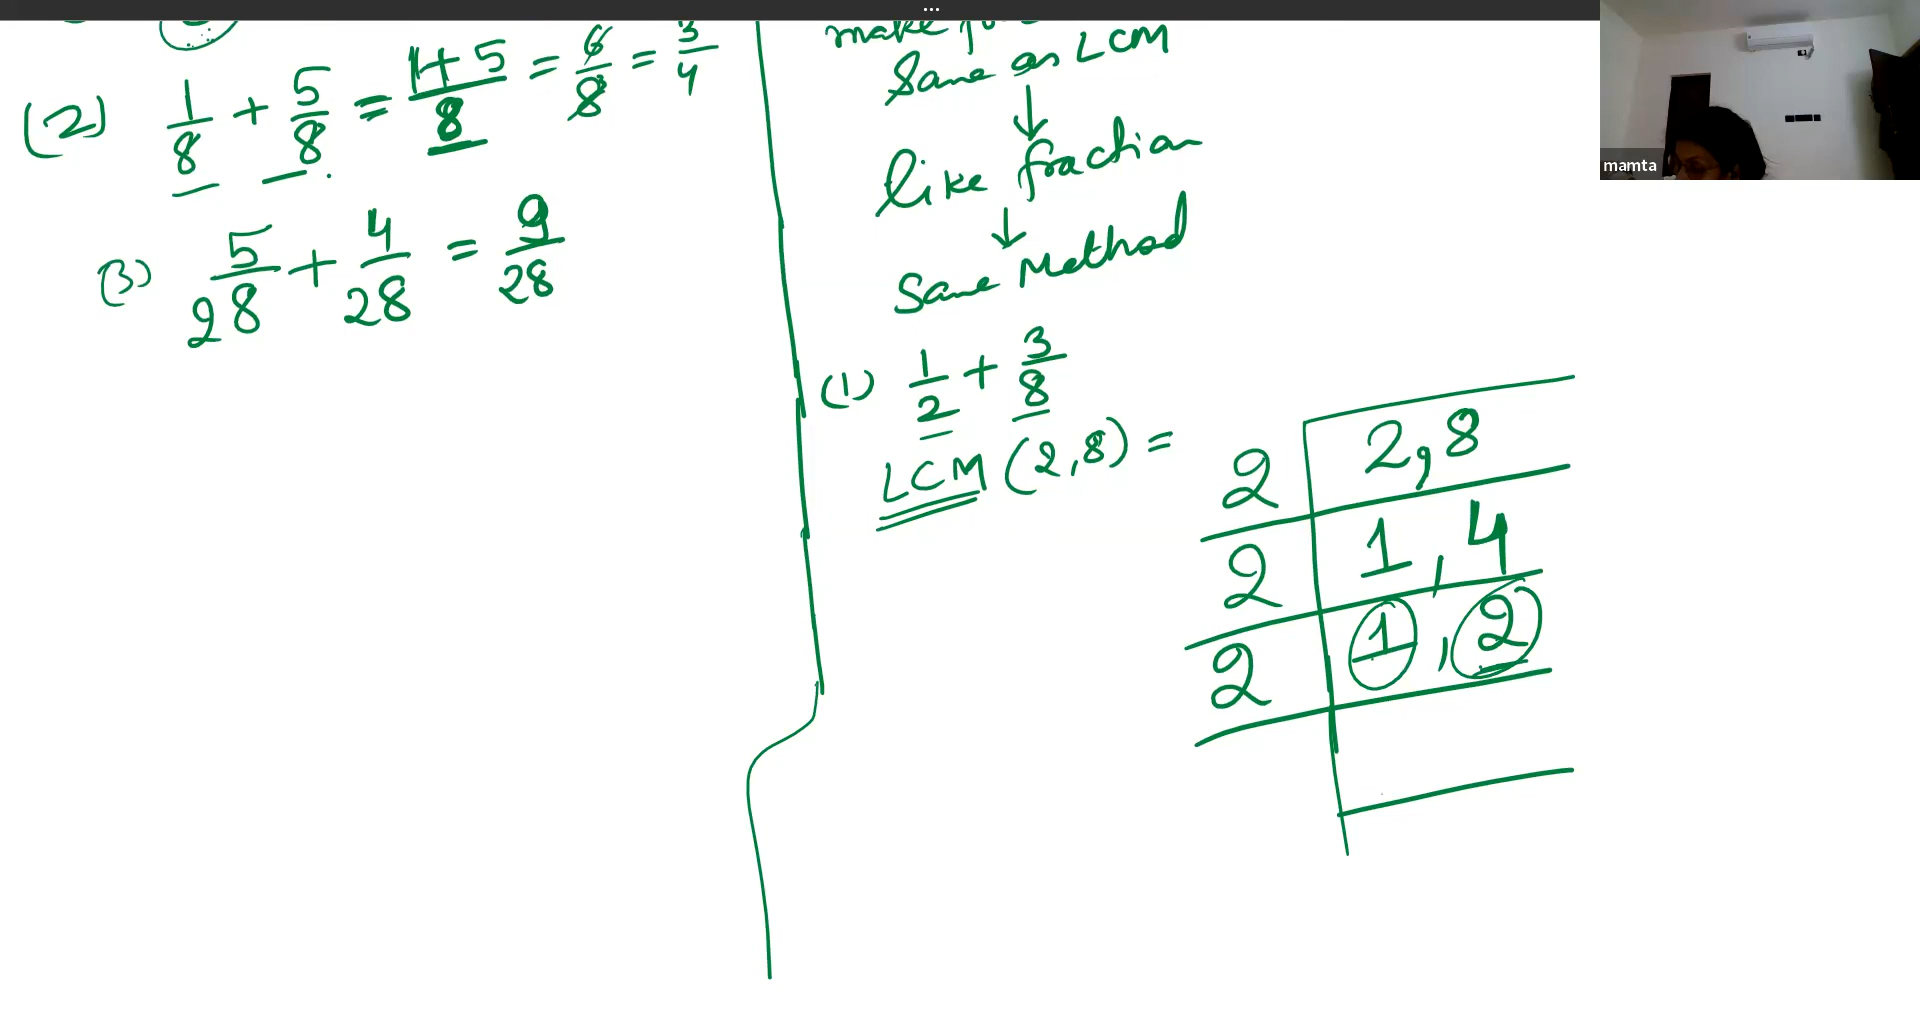 ...
(2) 1/8 + 5/8 = 1+5/8 = 6/8 = 3/4
(3) 5/28 + 4/28 = 9/28
make
Same as LCM
↓
like fraction
↓
Same Method
(1) 1/2 + 3/8
LCM (2,8) =
2 | 2,8
2 | 1,4
2 | 1,2
mamta